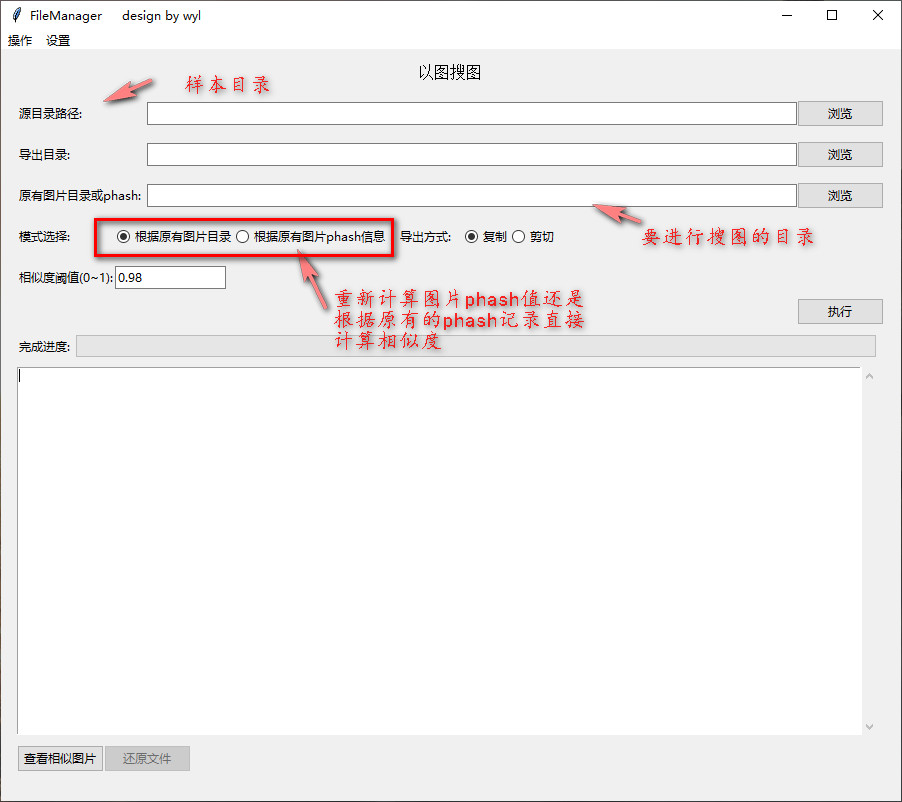 FileManager design by wyl
操作 设置
以图搜图
样本目录
源目录路径: 浏览
导出目录: 浏览
原有图片目录或phash: 浏览
模式选择: 根据原有图片目录 根据原有图片phash信息 导出方式: 复制 剪切
要进行搜图的目录
相似度阈值(0~1): 0.98
重新计算图片phash值还是
根据原有的phash记录直接
计算相似度
执行
完成进度:
查看相似图片 还原文件